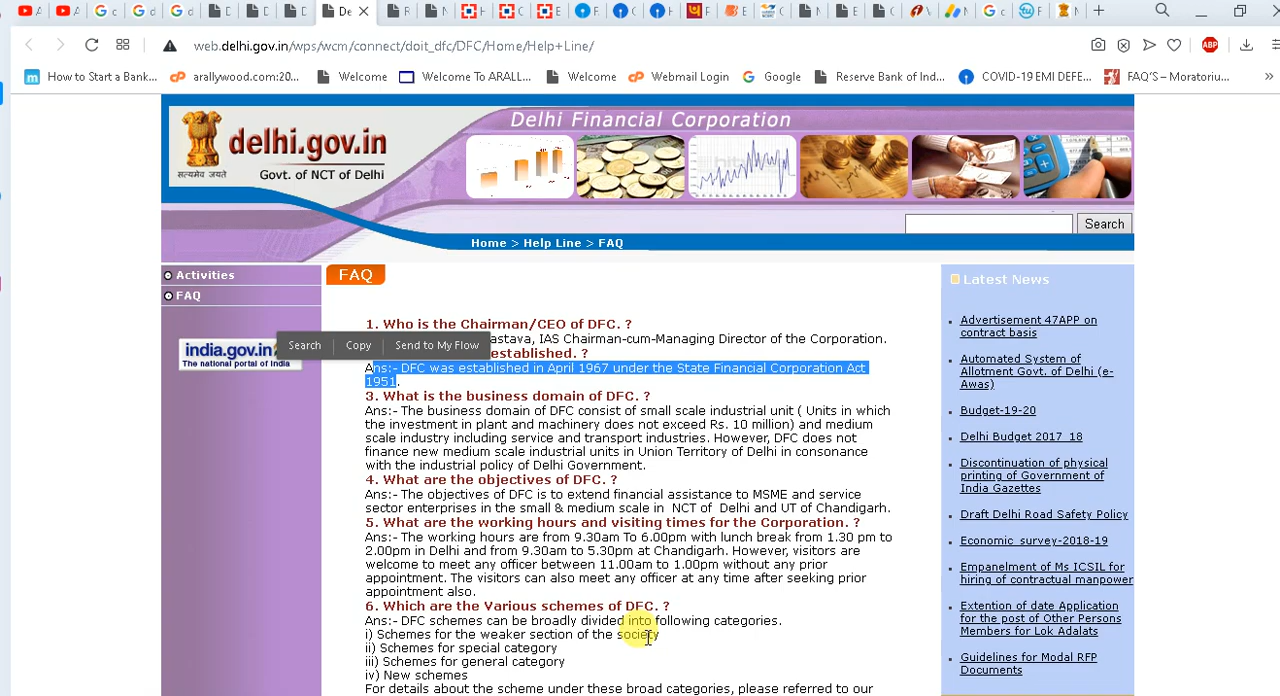 web.delhi.gov.in/wps/wcm/connect/doit_dfc/DFC/Home/Help+Line/
ABP
How to Start a Bank...
arallywood.com:20...
Welcome
Welcome To ARALL...
Welcome
Webmail Login
Google
Reserve Bank of Ind...
COVID-19 EMI DEFE...
FAQ'S – Moratoriu...
»
Delhi Financial Corporation
delhi.gov.in
सत्यमेव जयते
Govt. of NCT of Delhi
Search
Home > Help Line > FAQ
Activities
FAQ
india.gov.in
The national portal of India
Search
Copy
Send to My Flow
FAQ
1. Who is the Chairman/CEO of DFC. ?
astava, IAS Chairman-cum-Managing Director of the Corporation.
established. ?
Ans:- DFC was established in April 1967 under the State Financial Corporation Act
1951.
3. What is the business domain of DFC. ?
Ans:- The business domain of DFC consist of small scale industrial unit ( Units in which
the investment in plant and machinery does not exceed Rs. 10 million) and medium
scale industry including service and transport industries. However, DFC does not
finance new medium scale industrial units in Union Territory of Delhi in consonance
with the industrial policy of Delhi Government.
4. What are the objectives of DFC. ?
Ans:- The objectives of DFC is to extend financial assistance to MSME and service
sector enterprises in the small & medium scale in NCT of Delhi and UT of Chandigarh.
5. What are the working hours and visiting times for the Corporation. ?
Ans:- The working hours are from 9.30am To 6.00pm with lunch break from 1.30 pm to
2.00pm in Delhi and from 9.30am to 5.30pm at Chandigarh. However, visitors are
welcome to meet any officer between 11.00am to 1.00pm without any prior
appointment. The visitors can also meet any officer at any time after seeking prior
appointment also.
6. Which are the Various schemes of DFC. ?
Ans:- DFC schemes can be broadly divided into following categories.
i) Schemes for the weaker section of the society
ii) Schemes for special category
iii) Schemes for general category
iv) New schemes
For details about the scheme under these broad categories, please referred to our
Latest News
Advertisement 47APP on
contract basis
Automated System of
Allotment Govt. of Delhi (e-
Awas)
Budget-19-20
Delhi Budget 2017_18
Discontinuation of physical
printing of Government of
India Gazettes
Draft Delhi Road Safety Policy
Economic_survey-2018-19
Empanelment of Ms ICSIL for
hiring of contractual manpower
Extention of date Application
for the post of Other Persons
Members for Lok Adalats
Guidelines for Modal RFP
Documents